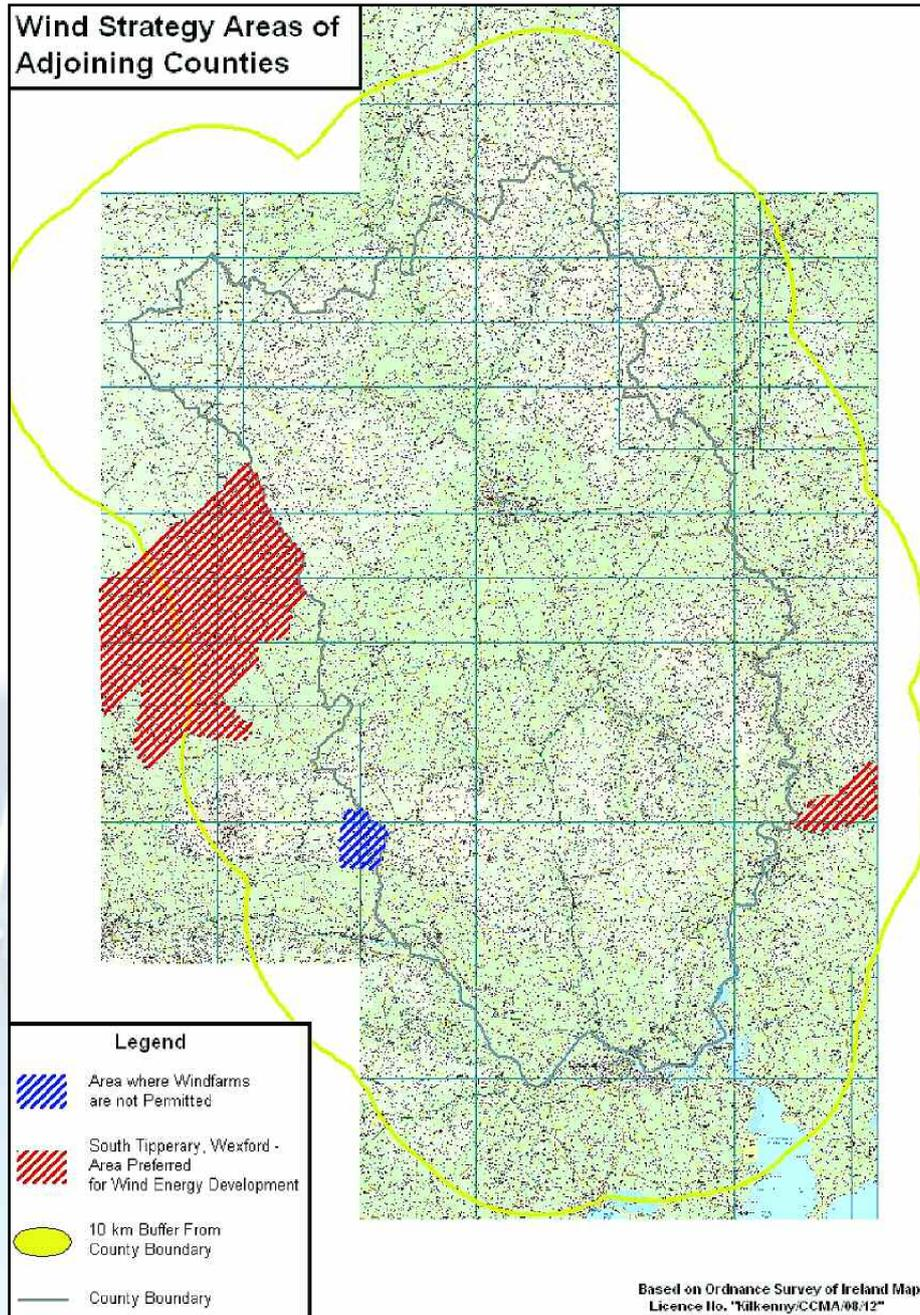 Wind Strategy Areas of
Adjoining Counties
Legend
Area where Windfarms
are not Permitted
South Tipperary, Wexford -
Area Preferred
for Wind Energy Development
10 km Buffer From
County Boundary
County Boundary
Based on Ordnance Survey of Ireland Map
Licence No. "Kilkenny/CCMA/08/12"